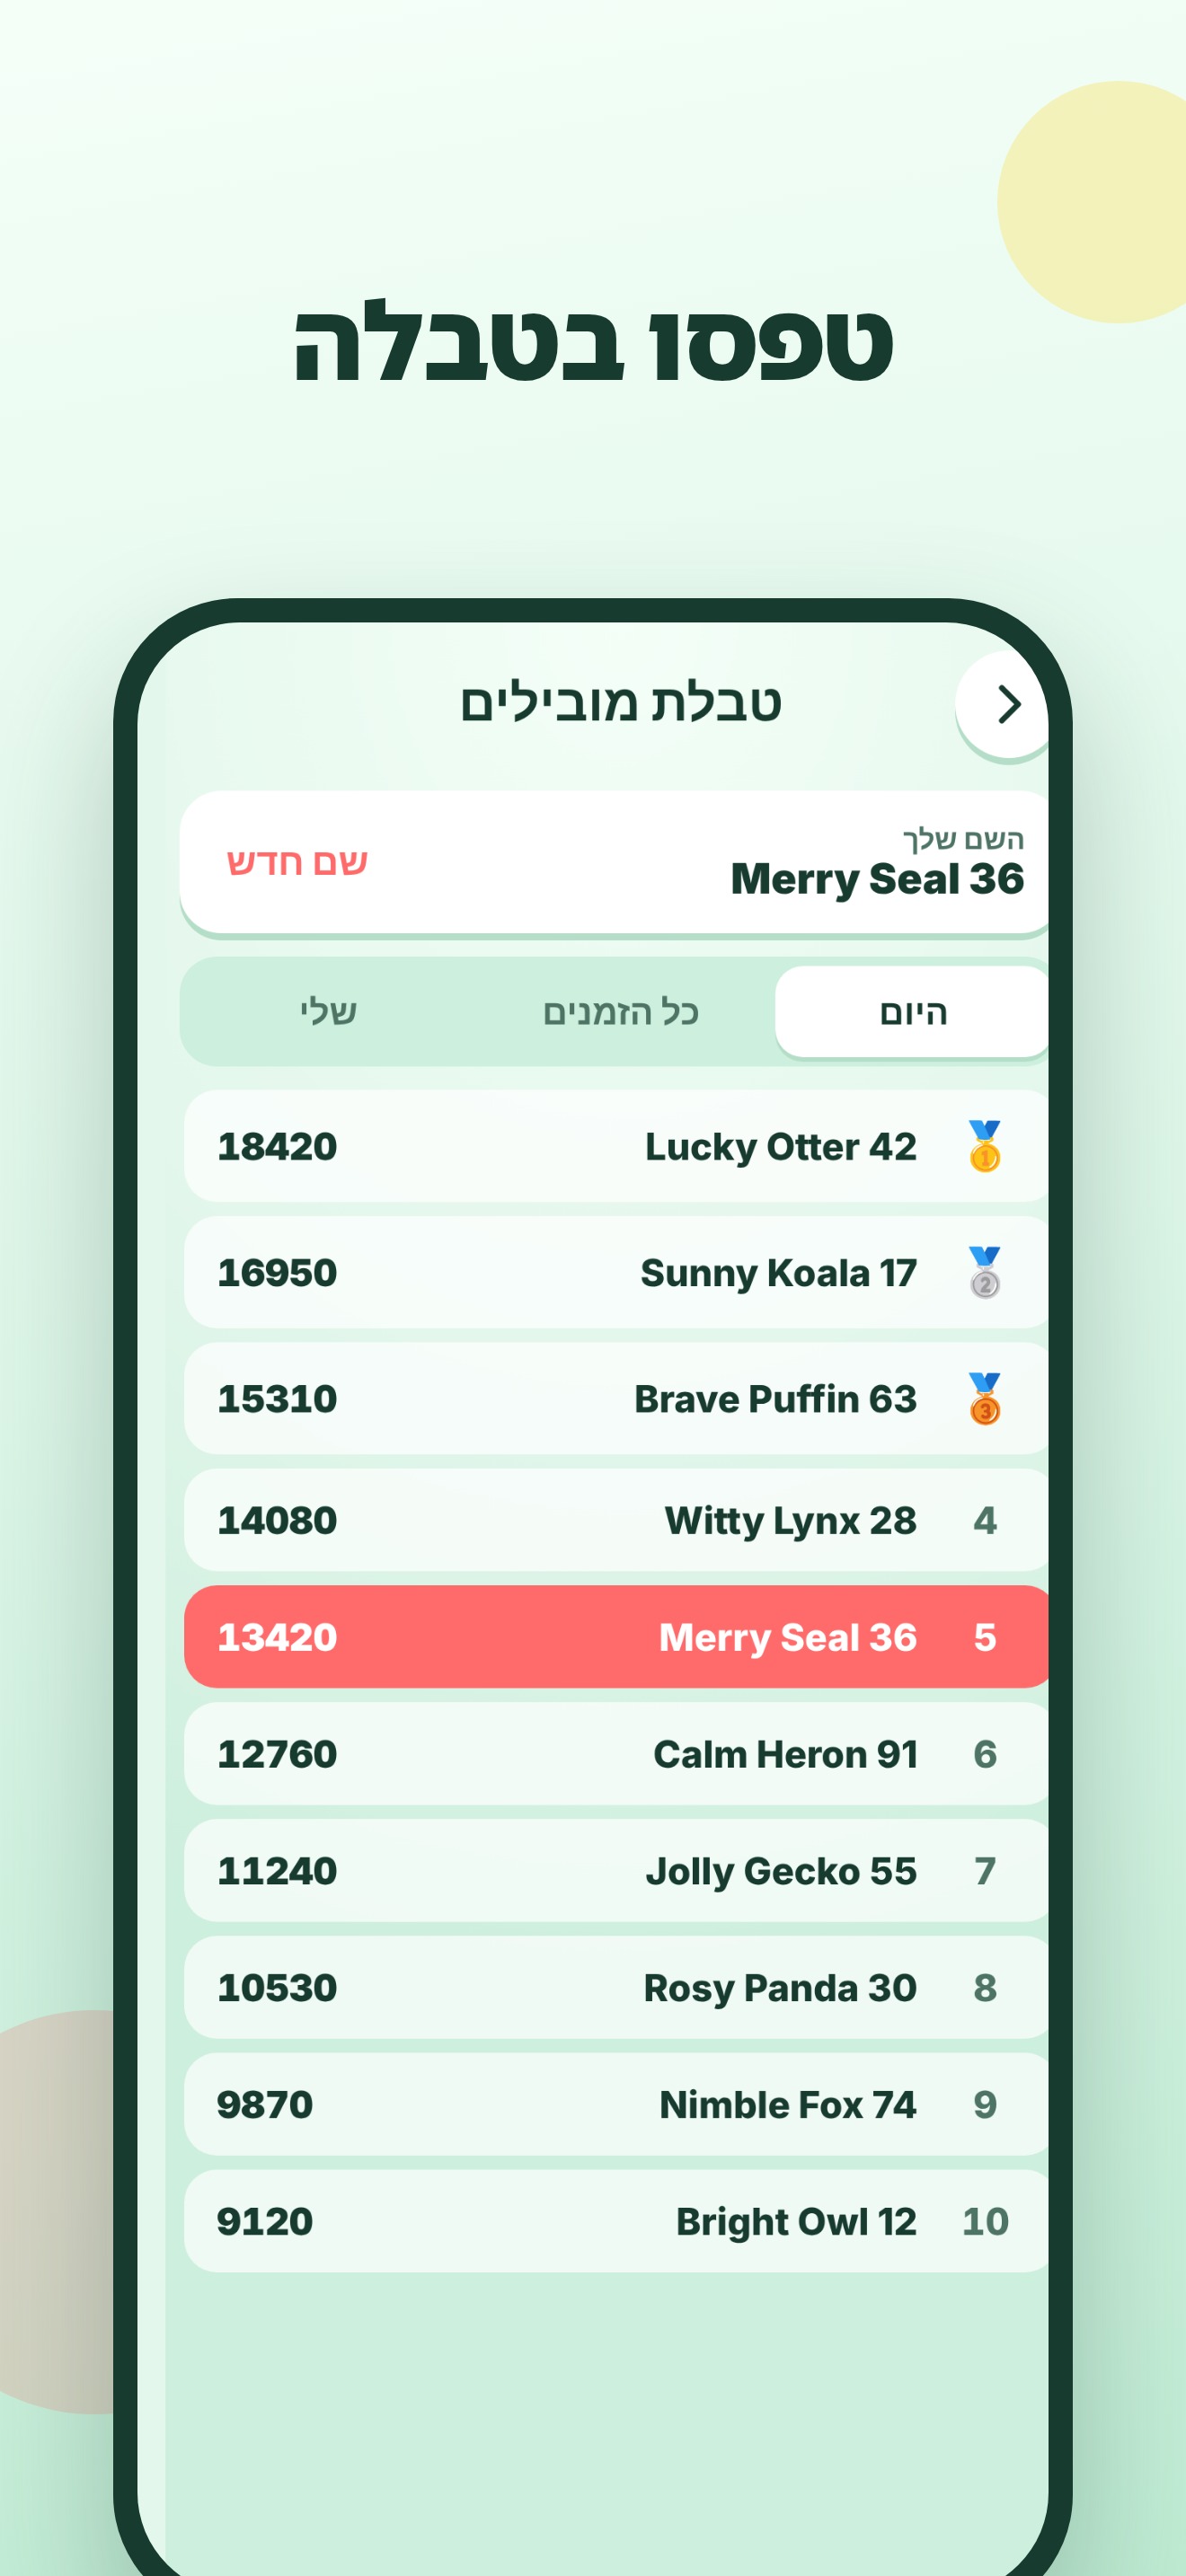 טפסו בטבלה
טבלת מובילים
השם שלך
Merry Seal 36
שם חדש
היום כל הזמנים שלי
🥇 Lucky Otter 42 18420
🥈 Sunny Koala 17 16950
🥉 Brave Puffin 63 15310
4 Witty Lynx 28 14080
5 Merry Seal 36 13420
6 Calm Heron 91 12760
7 Jolly Gecko 55 11240
8 Rosy Panda 30 10530
9 Nimble Fox 74 9870
10 Bright Owl 12 9120